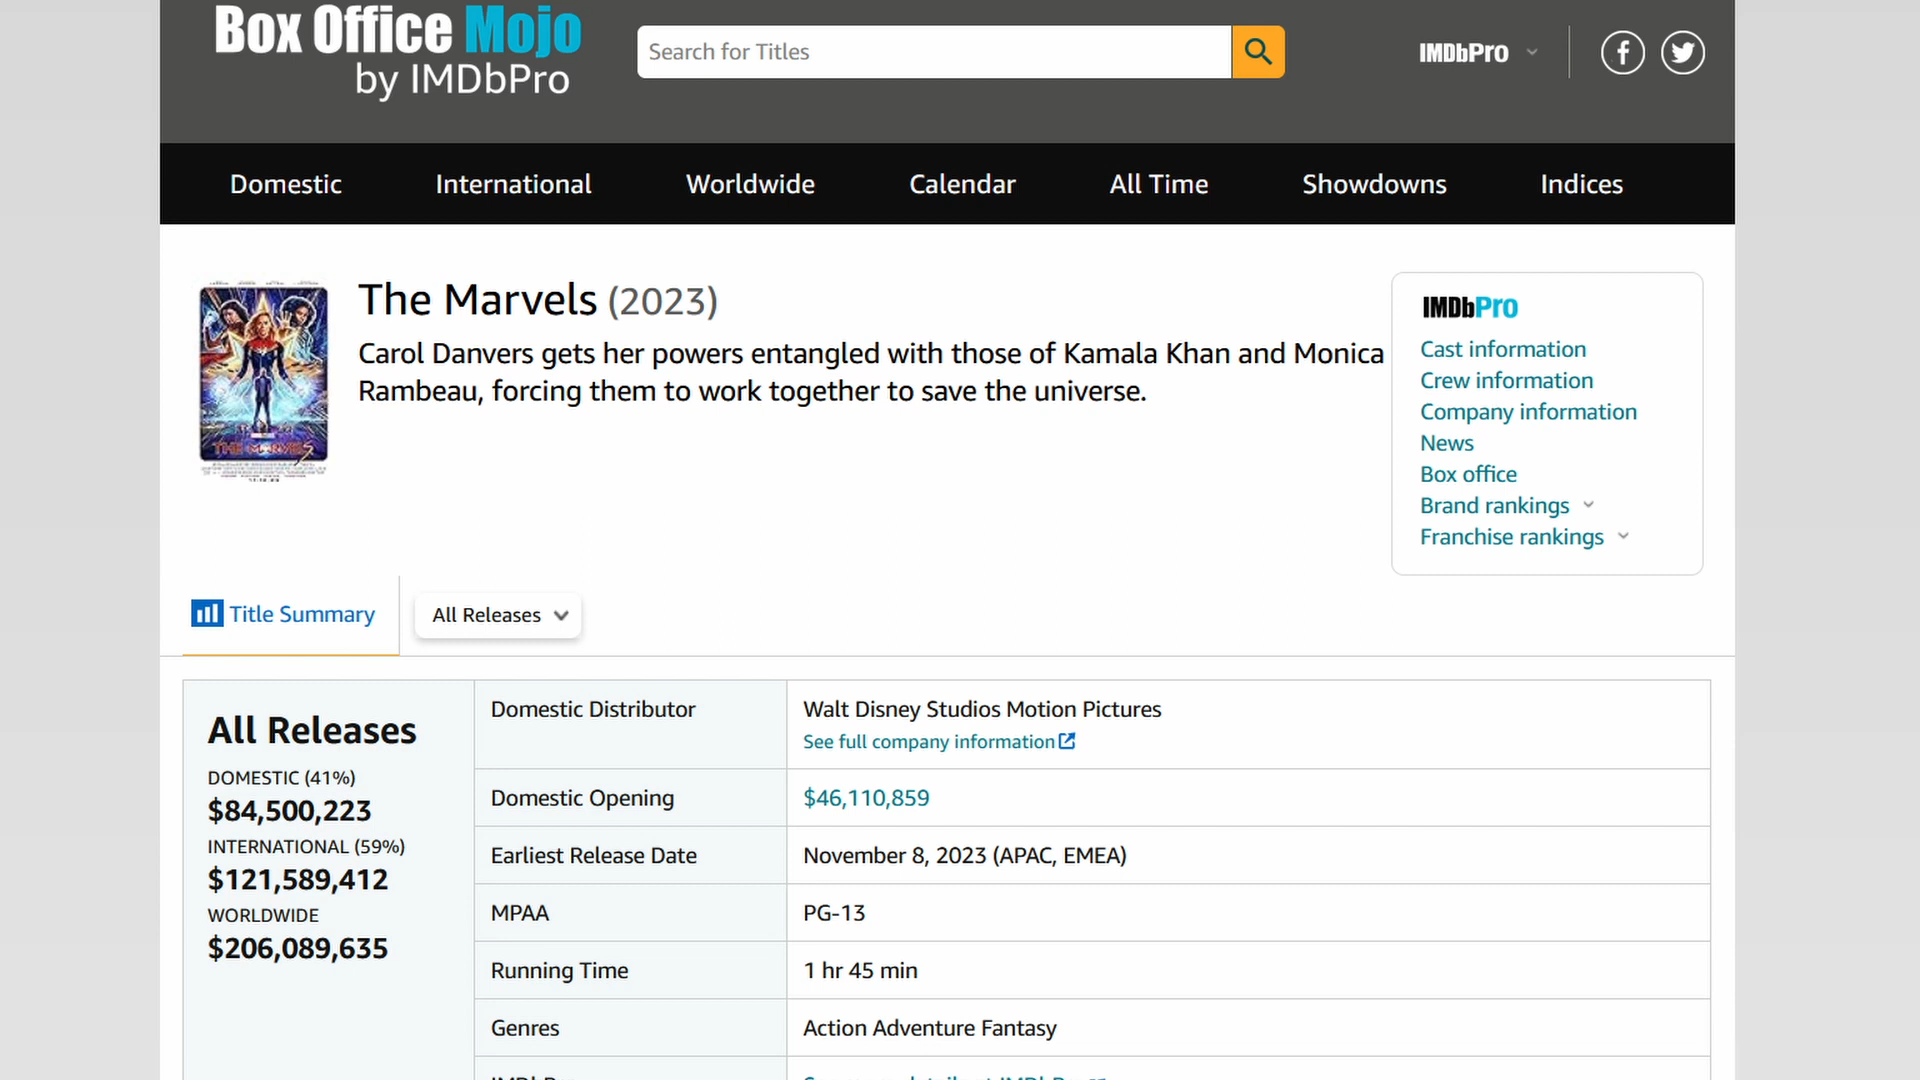 Box Office Mojo
by IMDbPro
Search for Titles
IMDbPro
Domestic
International
Worldwide
Calendar
All Time
Showdowns
Indices
The Marvels (2023)
Carol Danvers gets her powers entangled with those of Kamala Khan and Monica
Rambeau, forcing them to work together to save the universe.
THE MARVELS
IMDbPro
Cast information
Crew information
Company information
News
Box office
Brand rankings
Franchise rankings
Title Summary
All Releases
All Releases
DOMESTIC (41%)
$84,500,223
INTERNATIONAL (59%)
$121,589,412
WORLDWIDE
$206,089,635
Domestic Distributor
Walt Disney Studios Motion Pictures
See full company information
Domestic Opening
$46,110,859
Earliest Release Date
November 8, 2023 (APAC, EMEA)
MPAA
PG-13
Running Time
1 hr 45 min
Genres
Action Adventure Fantasy